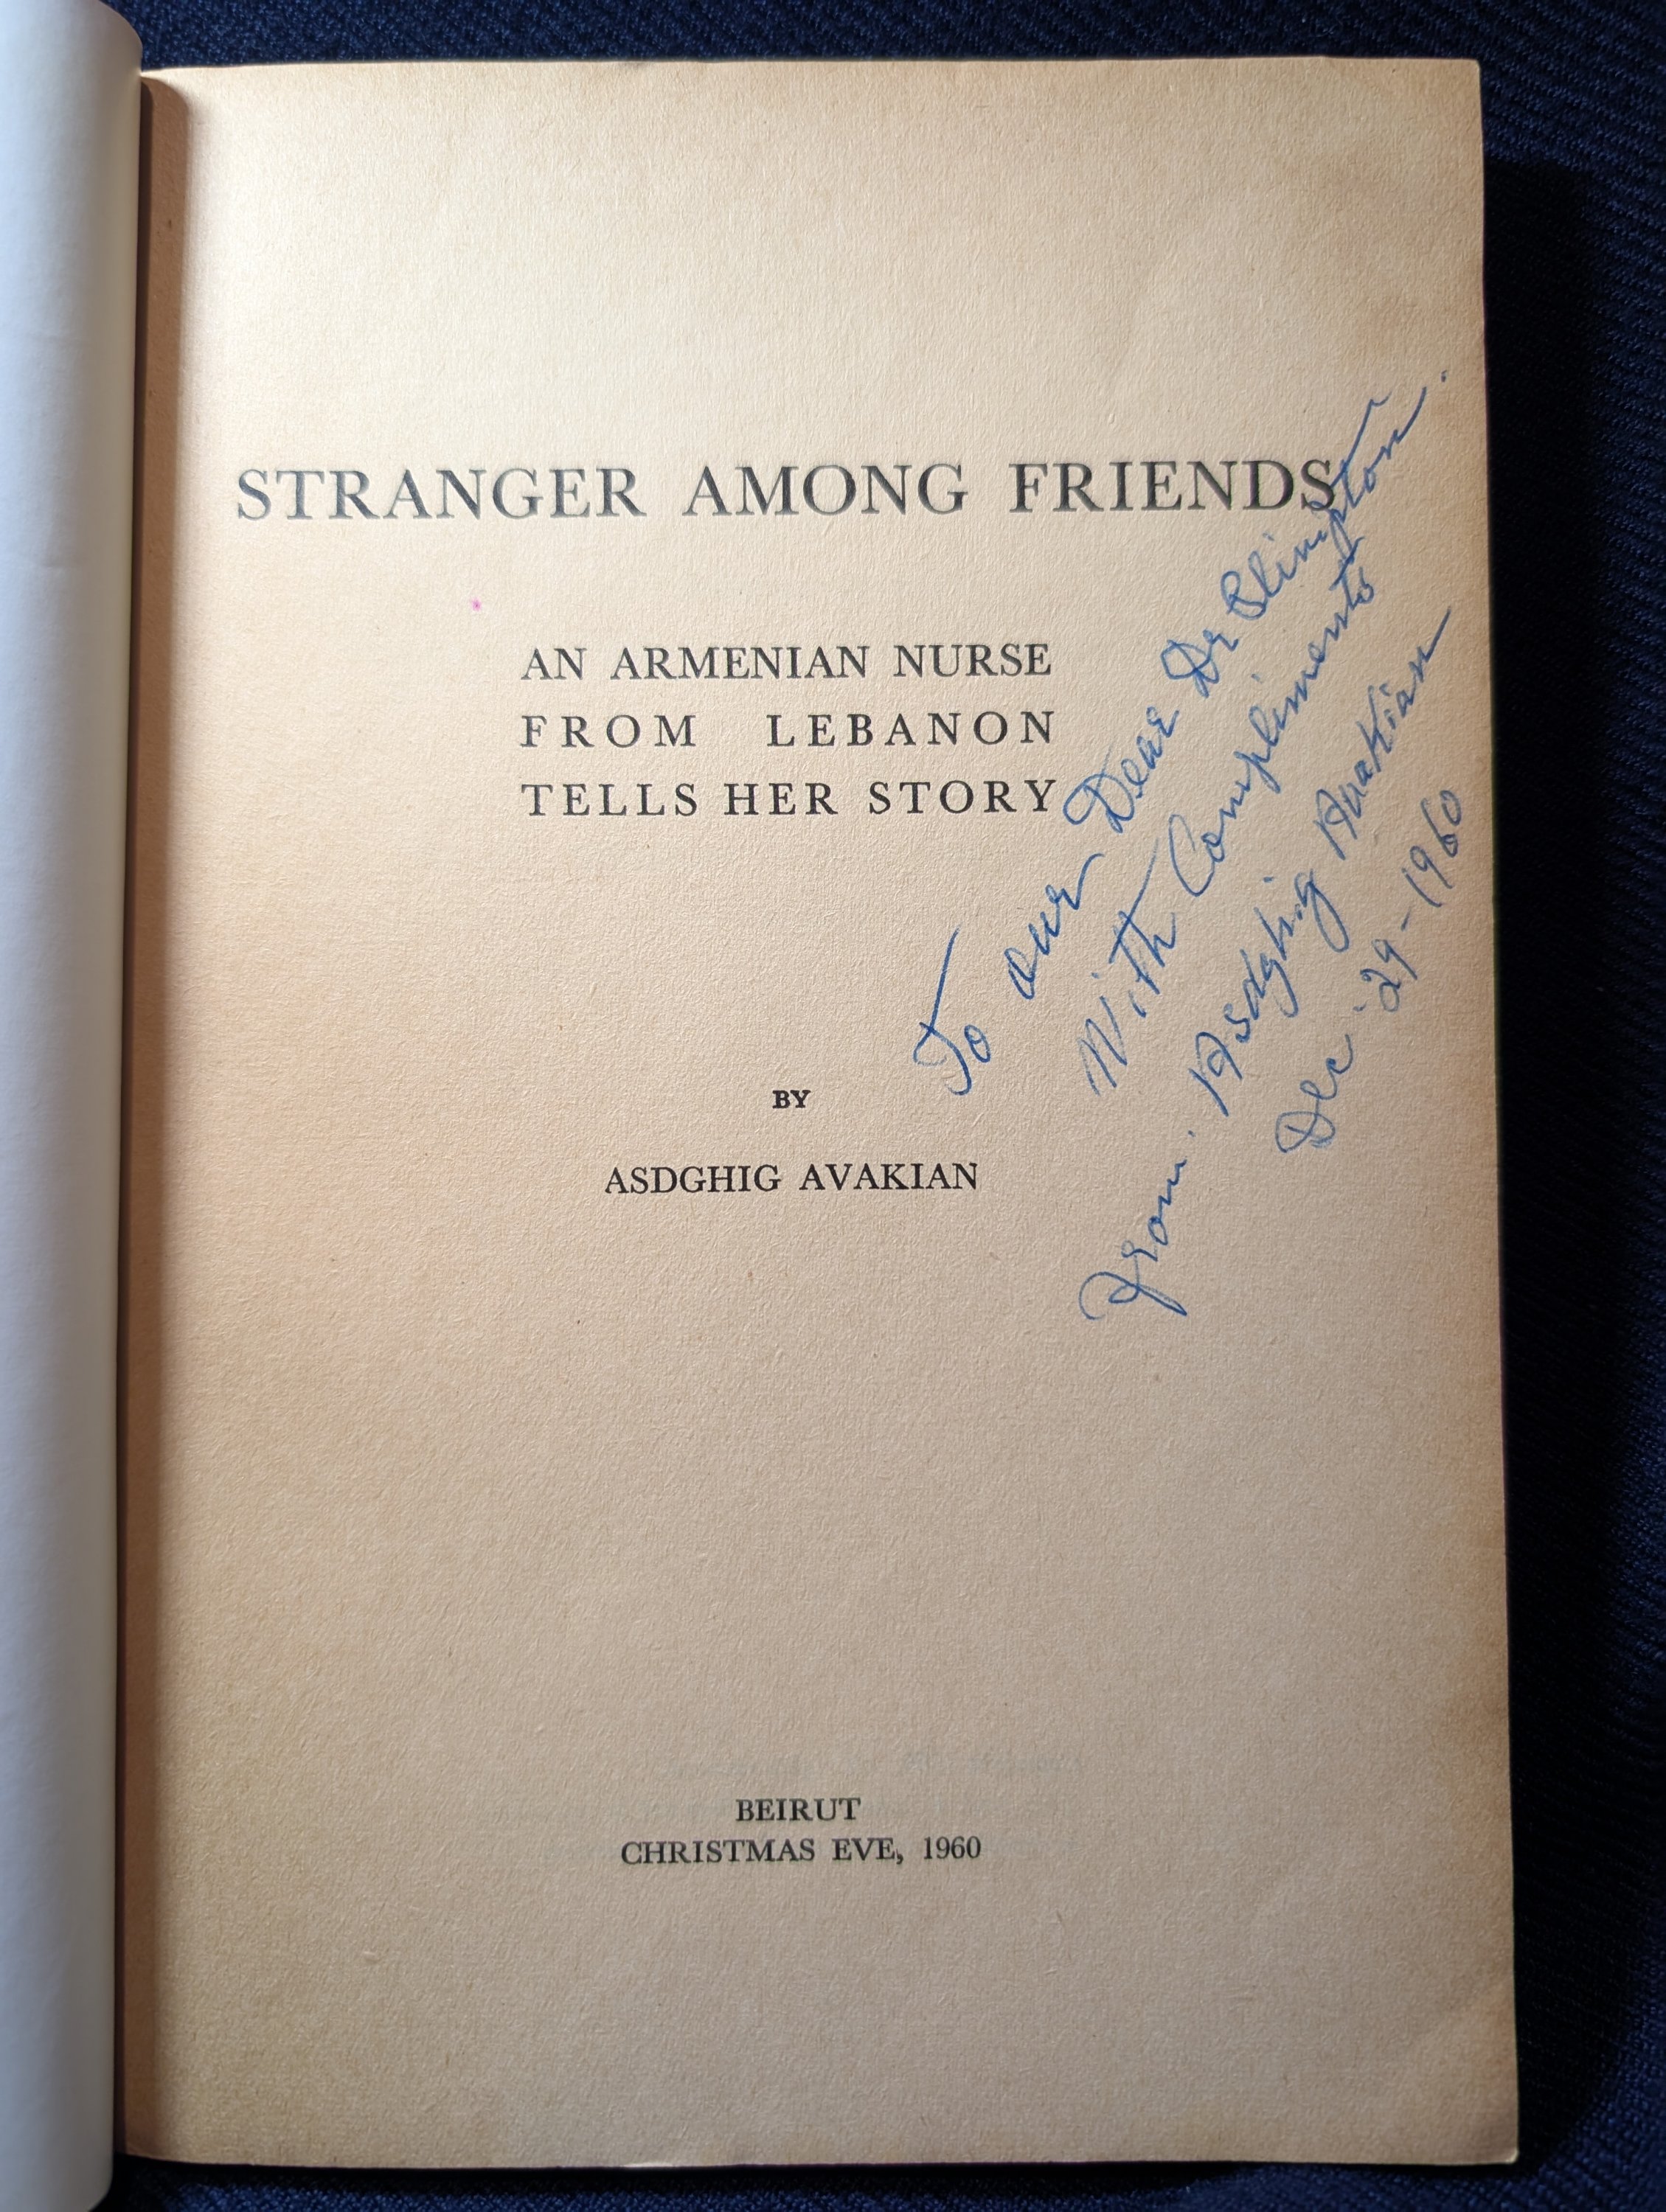 STRANGER AMONG FRIENDS
AN ARMENIAN NURSE
FROM LEBANON
TELLS HER STORY
To our Dear Dr Blimpton.
With Compliments
From. Asdghig Avakian
Dec. 29-1960
BY
ASDGHIG AVAKIAN
BEIRUT
CHRISTMAS EVE, 1960